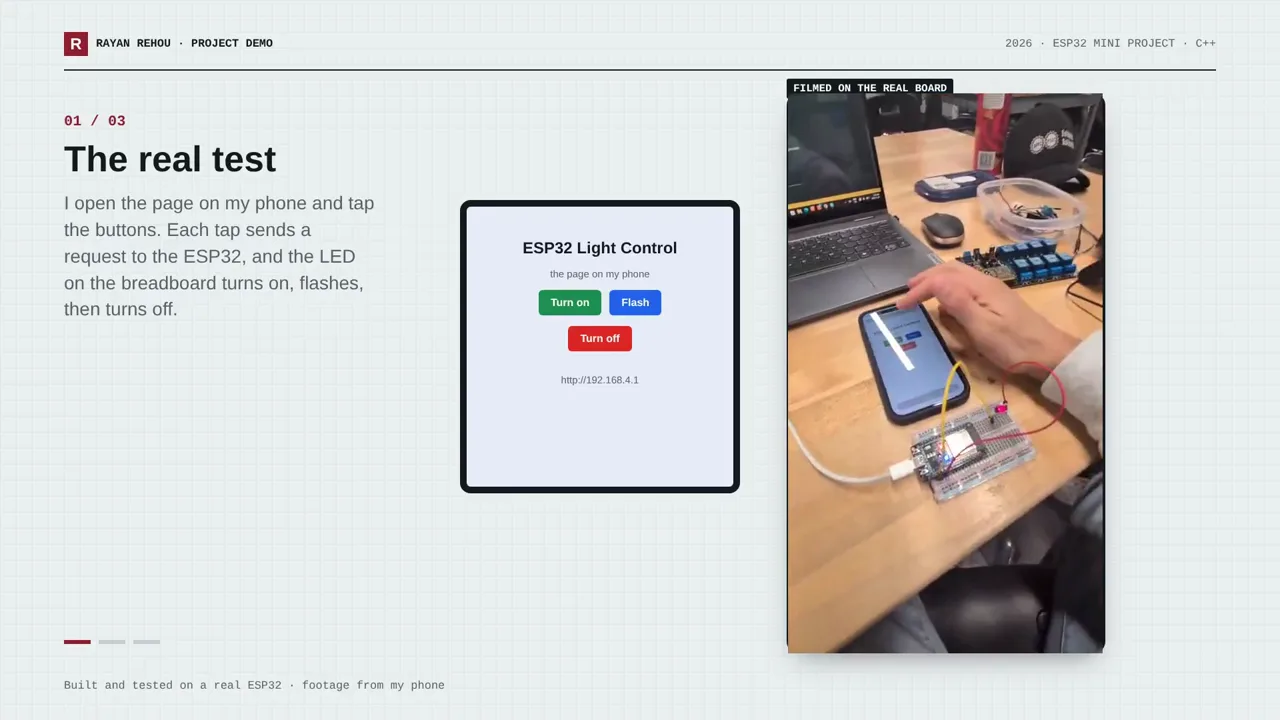 R RAYAN REHOU · PROJECT DEMO
2026 · ESP32 MINI PROJECT · C++
01 / 03
The real test
I open the page on my phone and tap
the buttons. Each tap sends a
request to the ESP32, and the LED
on the breadboard turns on, flashes,
then turns off.
ESP32 Light Control
the page on my phone
Turn on Flash
Turn off
http://192.168.4.1
FILMED ON THE REAL BOARD
Built and tested on a real ESP32 · footage from my phone